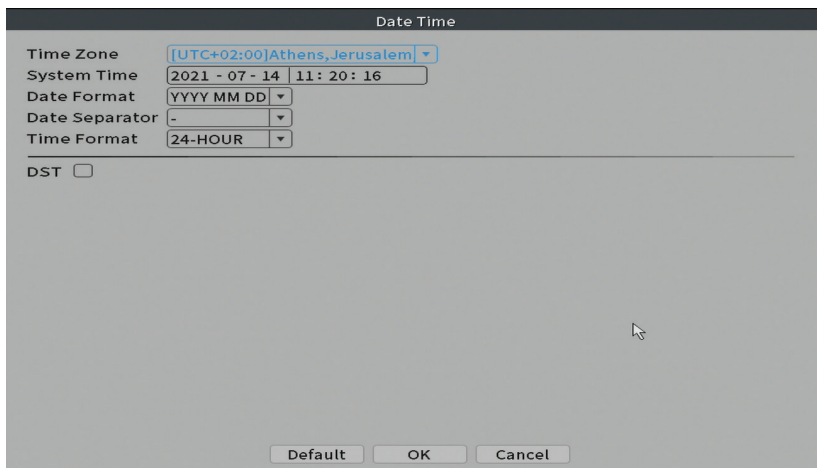 Date Time
Time Zone [UTC+02:00]Athens,Jerusalem
System Time 2021 - 07 - 14 11: 20: 16
Date Format YYYY MM DD
Date Separator -
Time Format 24-HOUR
DST
Default OK Cancel